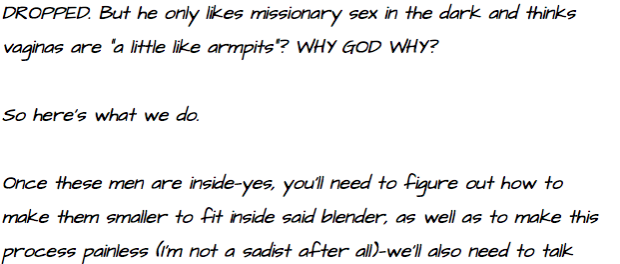 DROPPED. But he only likes missionary sex in the dark and thinks
vaginas are "a little like armpits"? WHY GOD WHY?
So here's what we do.
Once these men are inside-yes, you'll need to figure out how to
make them smaller to fit inside said blender, as well as to make this
process painless (I'm not a sadist after all)-we'll also need to talk